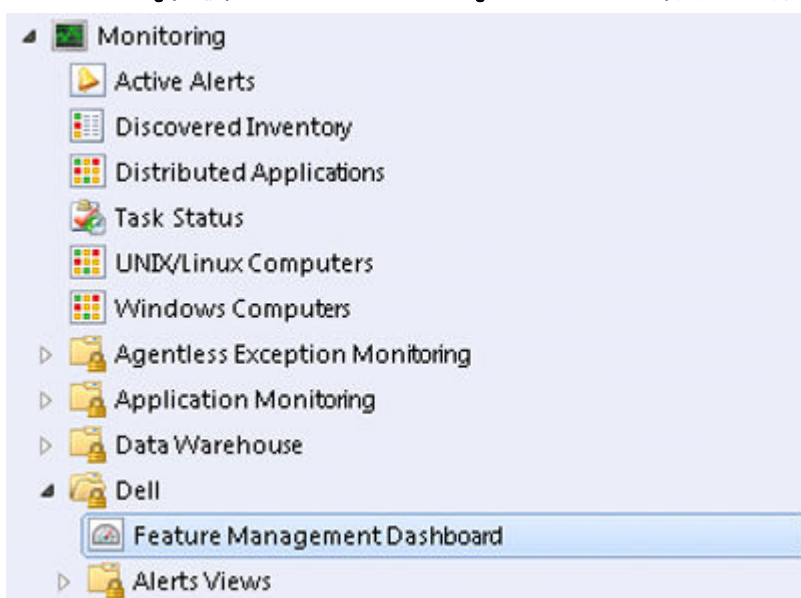 Monitoring
Active Alerts
Discovered Inventory
Distributed Applications
Task Status
UNIX/Linux Computers
Windows Computers
Agentless Exception Monitoring
Application Monitoring
Data Warehouse
Dell
Feature Management Dashboard
Alerts Views